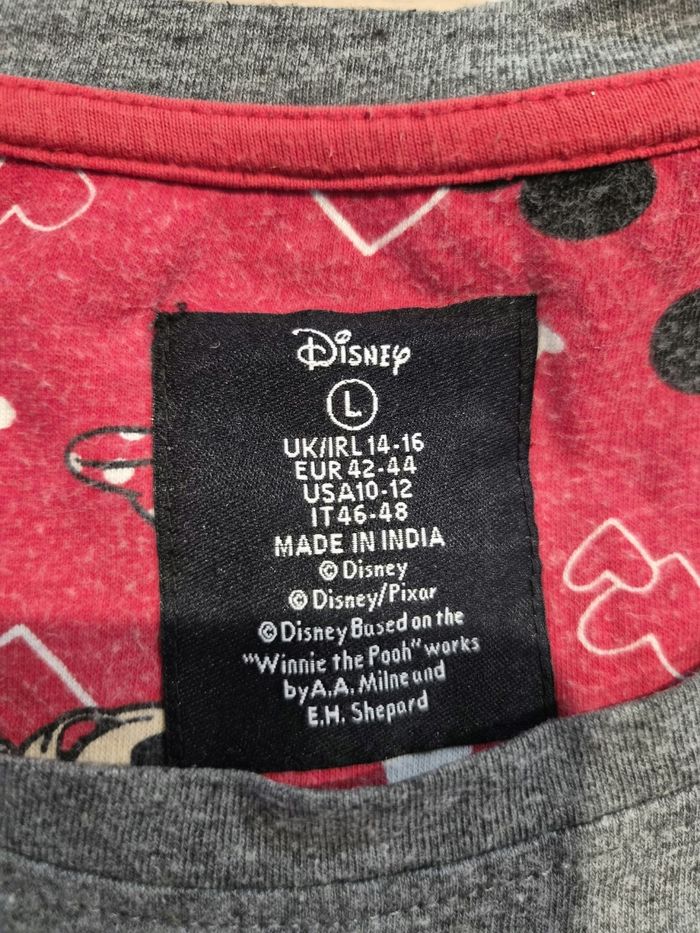 Disney
L
UK/IRL 14-16
EUR 42-44
USA10-12
IT46-48
MADE IN INDIA
© Disney
© Disney/Pixar
© Disney Based on the
"Winnie the Pooh" works
by A.A. Milne and
E.H. Shepard